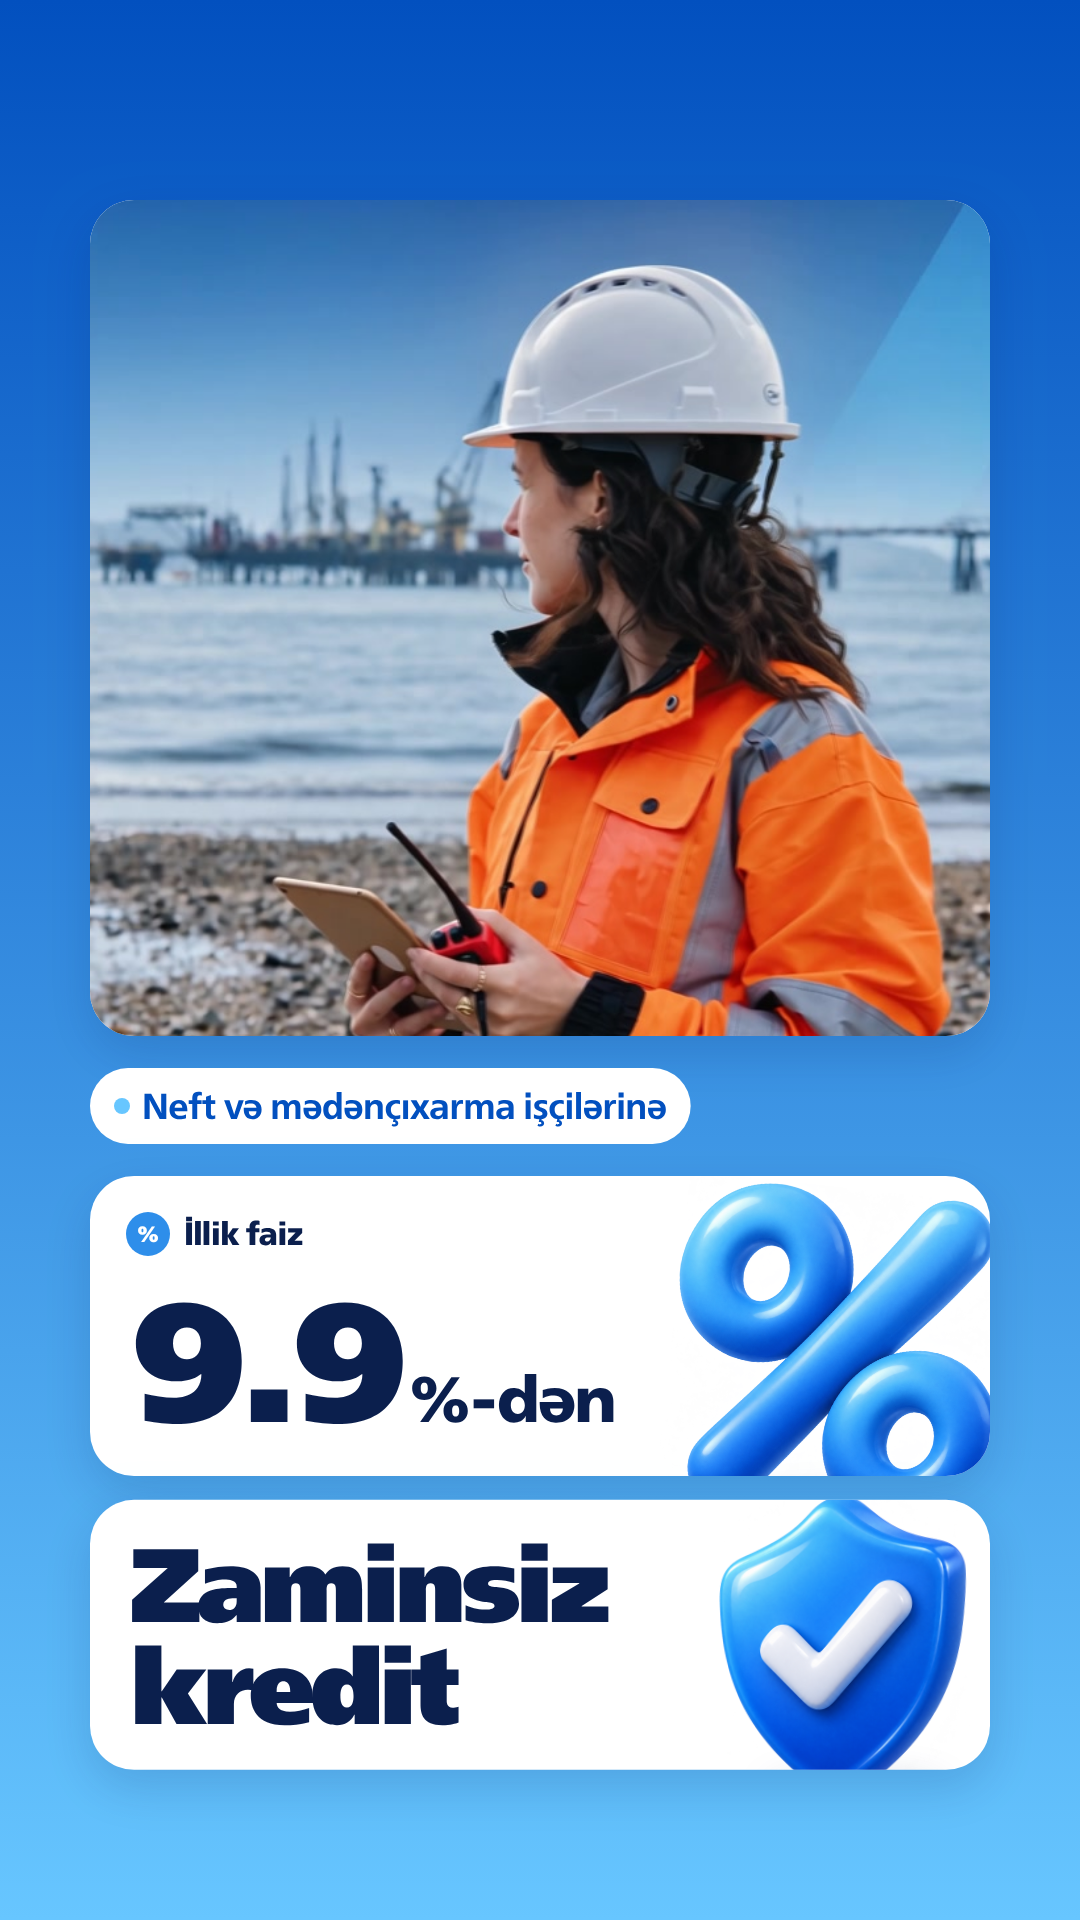 Neft və mədənçıxarma işçilərinə
% İllik faiz
9.9%-dən
Zaminsiz
kredit